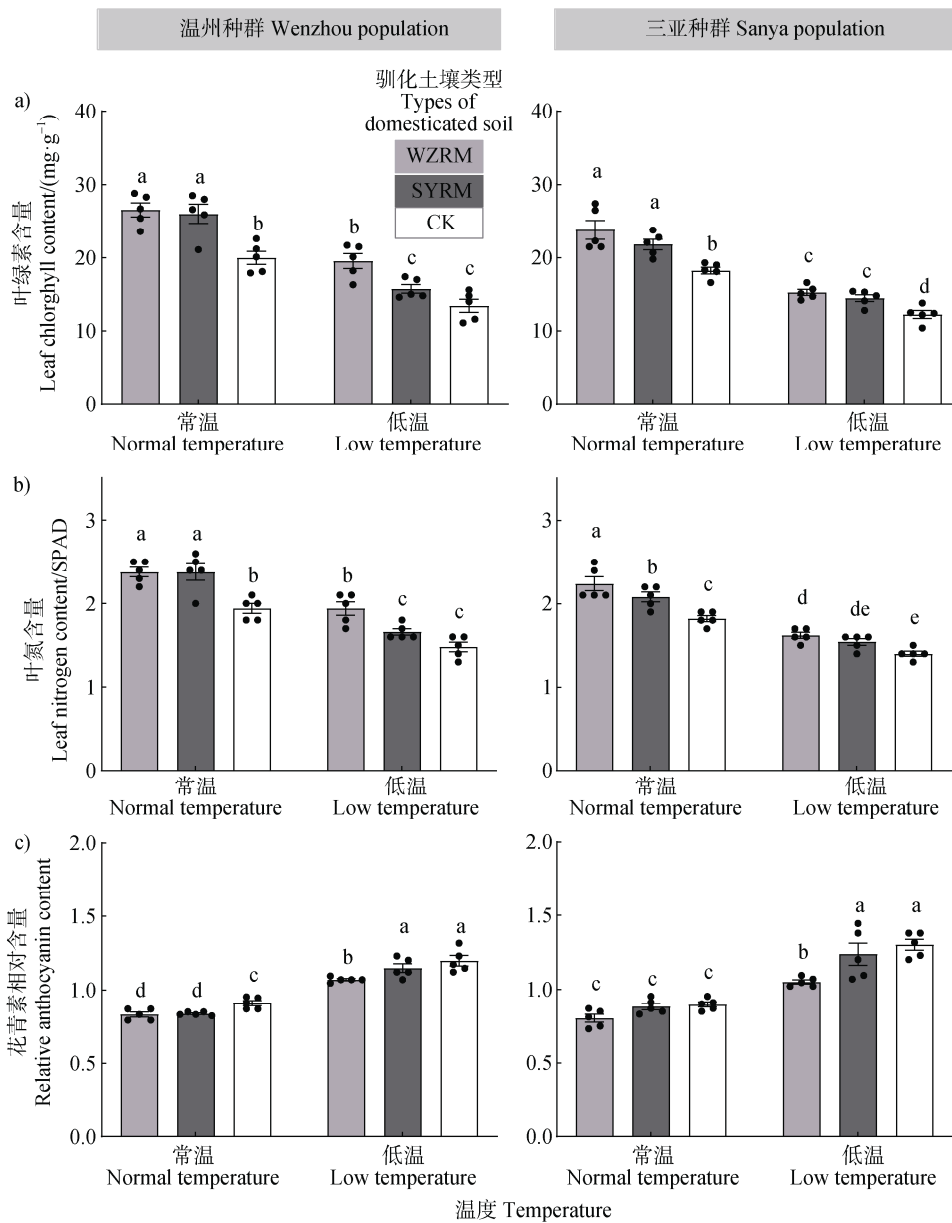 温州种群 Wenzhou population
三亚种群 Sanya population
驯化土壤类型
Types of
domesticated soil
WZRM
SYRM
CK
a)
叶绿素含量
Leaf chlorghyll content/(mg·g⁻¹)
40
30
20
10
0
a
a
b
b
c
c
常温
Normal temperature
低温
Low temperature
40
30
20
10
0
a
a
b
c
c
d
常温
Normal temperature
低温
Low temperature
b)
叶氮含量
Leaf nitrogen content/SPAD
3
2
1
0
a
a
b
b
c
c
常温
Normal temperature
低温
Low temperature
3
2
1
0
a
b
c
d
de
e
常温
Normal temperature
低温
Low temperature
c)
花青素相对含量
Relative anthocyanin content
2.0
1.5
1.0
0.5
0.0
d
d
c
b
a
a
常温
Normal temperature
低温
Low temperature
2.0
1.5
1.0
0.5
0.0
c
c
c
b
a
a
常温
Normal temperature
低温
Low temperature
温度 Temperature